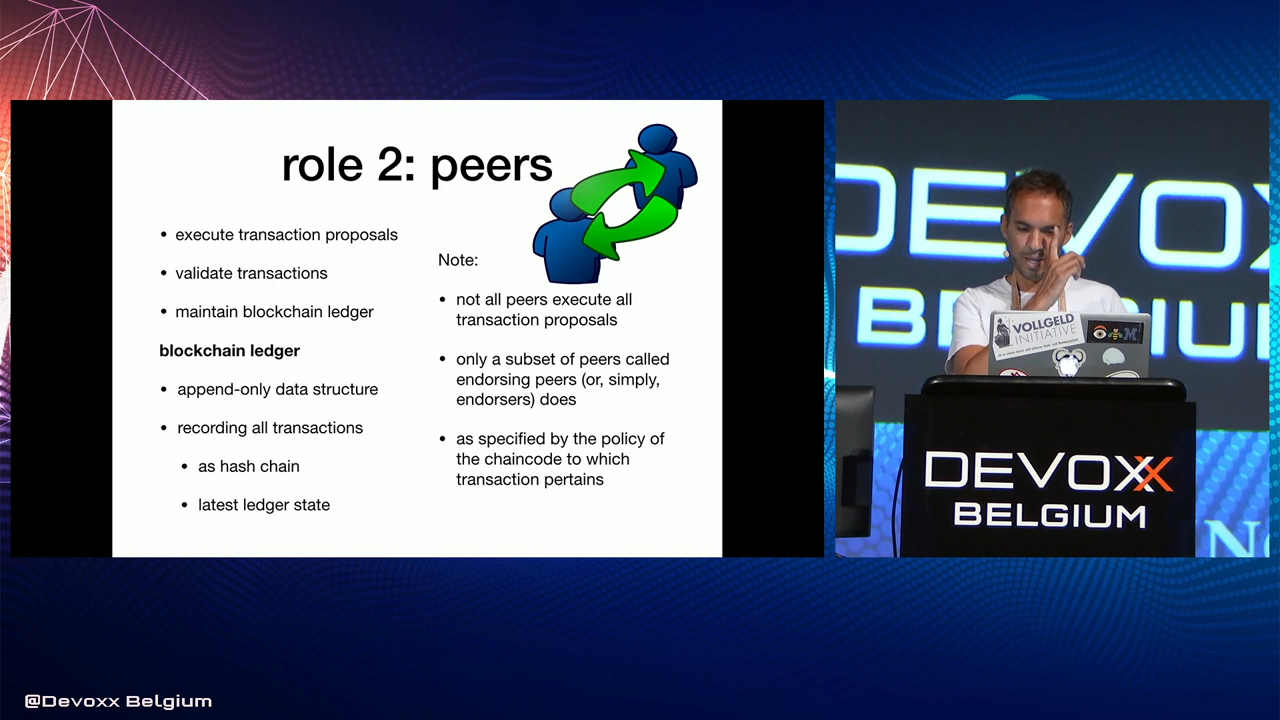 role 2: peers
• execute transaction proposals
• validate transactions
• maintain blockchain ledger
blockchain ledger
• append-only data structure
• recording all transactions
• as hash chain
• latest ledger state
Note:
• not all peers execute all
transaction proposals
• only a subset of peers called
endorsing peers (or, simply,
endorsers) does
• as specified by the policy of
the chaincode to which
transaction pertains
DEVOX
BELGIUM
VOLLGELD
INITIATIVE
M
DEVOXX
BELGIUM
No
@Devoxx Belgium